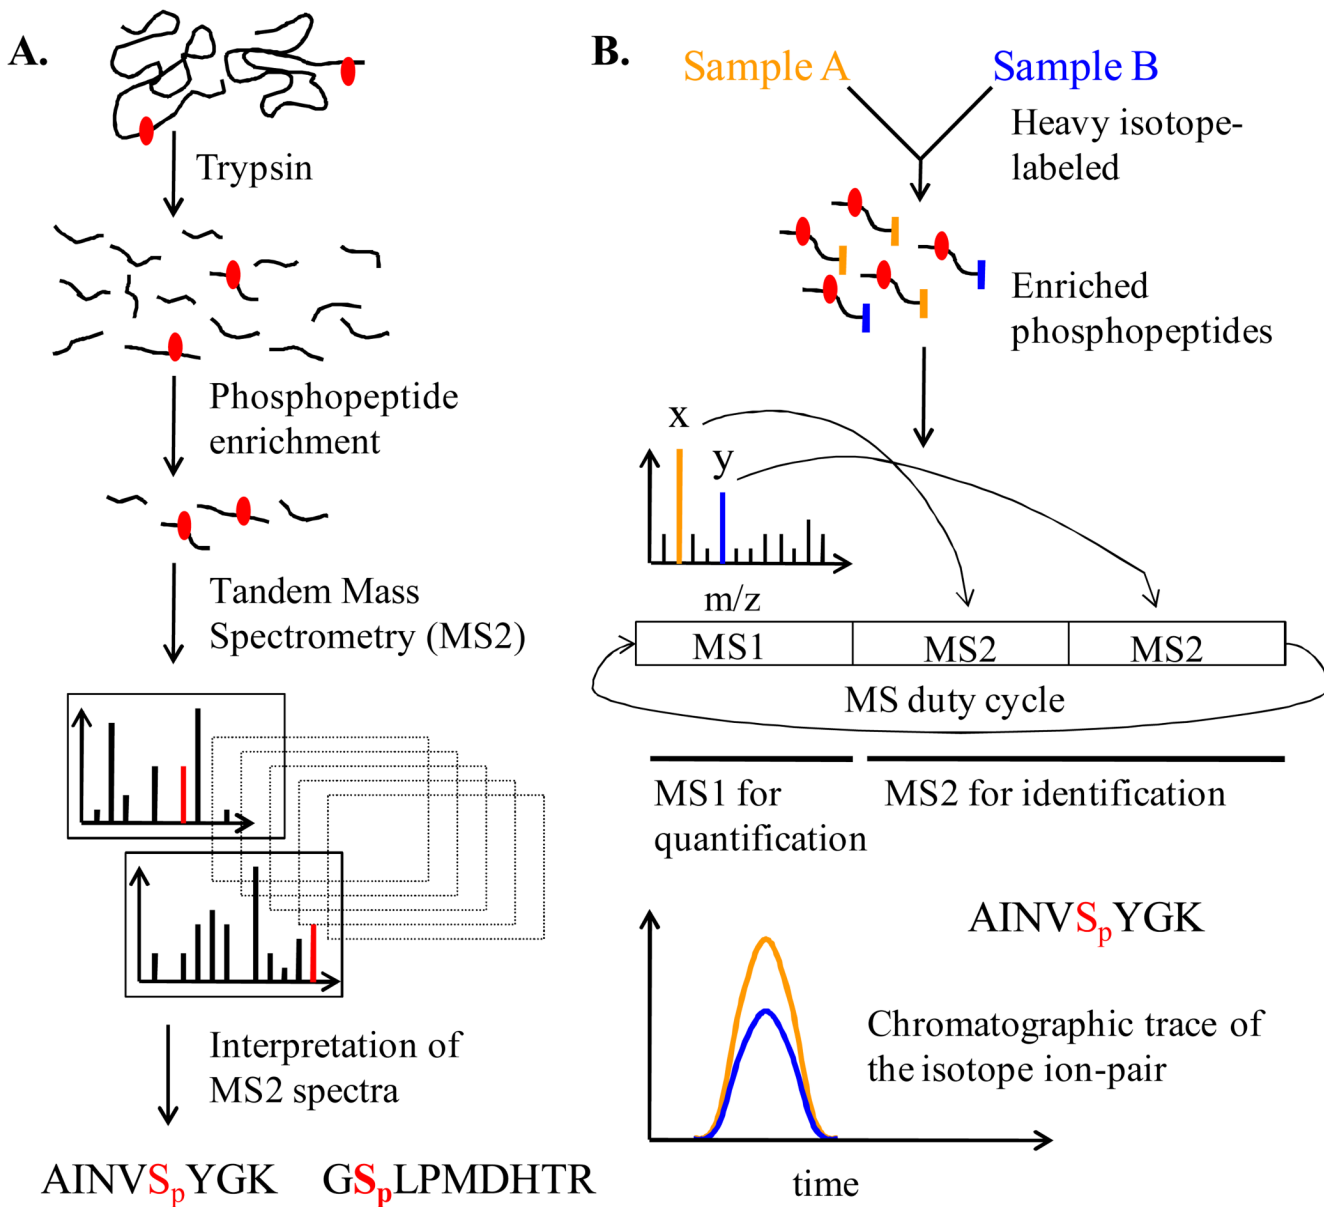 A.
Trypsin
Phosphopeptide
enrichment
Tandem Mass
Spectrometry (MS2)
Interpretation of
MS2 spectra
AINVSpYGK GSpLPMDHTR
B.
Sample A Sample B
Heavy isotope-
labeled
Enriched
phosphopeptides
x
y
m/z
MS1 MS2 MS2
MS duty cycle
MS1 for
quantification
MS2 for identification
AINVSpYGK
Chromatographic trace of
the isotope ion-pair
time